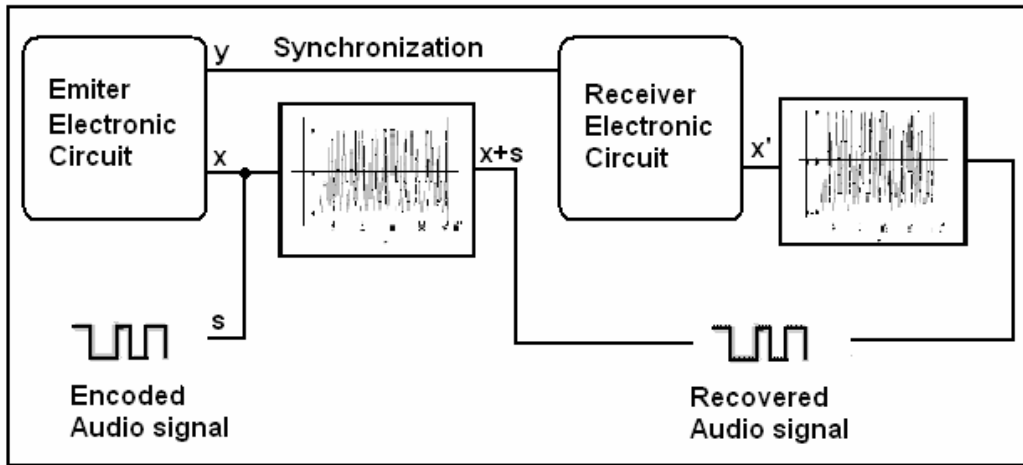 y
Synchronization
Emiter
Electronic
Circuit
x
x+s
Receiver
Electronic
Circuit
x'
s
Encoded
Audio signal
Recovered
Audio signal